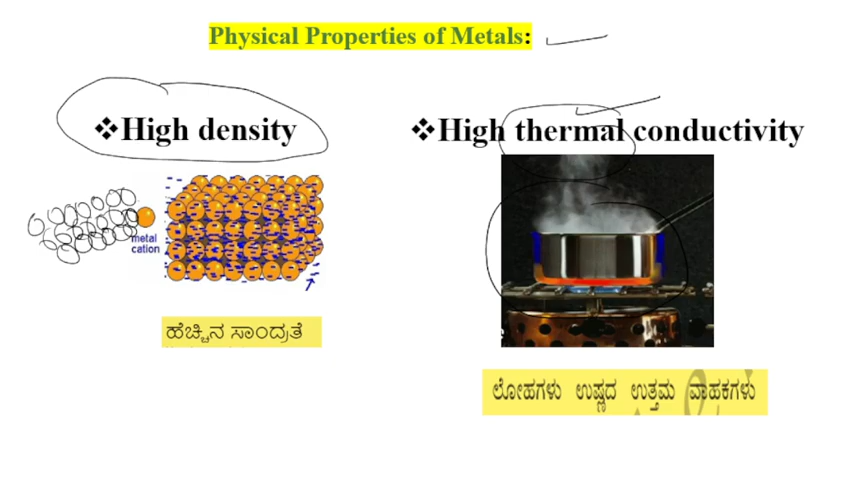 Physical Properties of Metals:
❖High density
❖High thermal conductivity
metal
cation
ಹೆಚ್ಚಿನ ಸಾಂದ್ರತೆ
ಲೋಹಗಳು ಉಷ್ಣದ ಉತ್ತಮ ವಾಹಕಗಳು